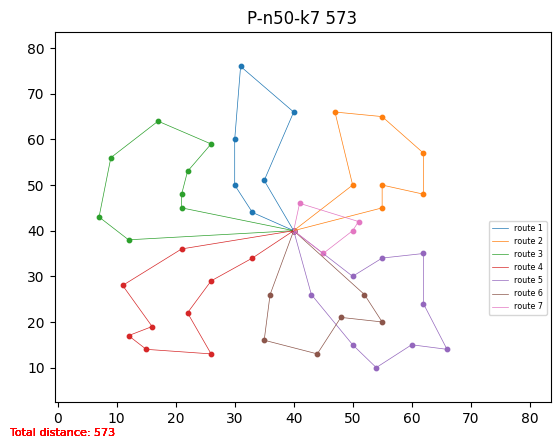 P-n50-k7 573
80
70
60
50
40
30
20
10
0 10 20 30 40 50 60 70 80
route 1
route 2
route 3
route 4
route 5
route 6
route 7
Total distance: 573